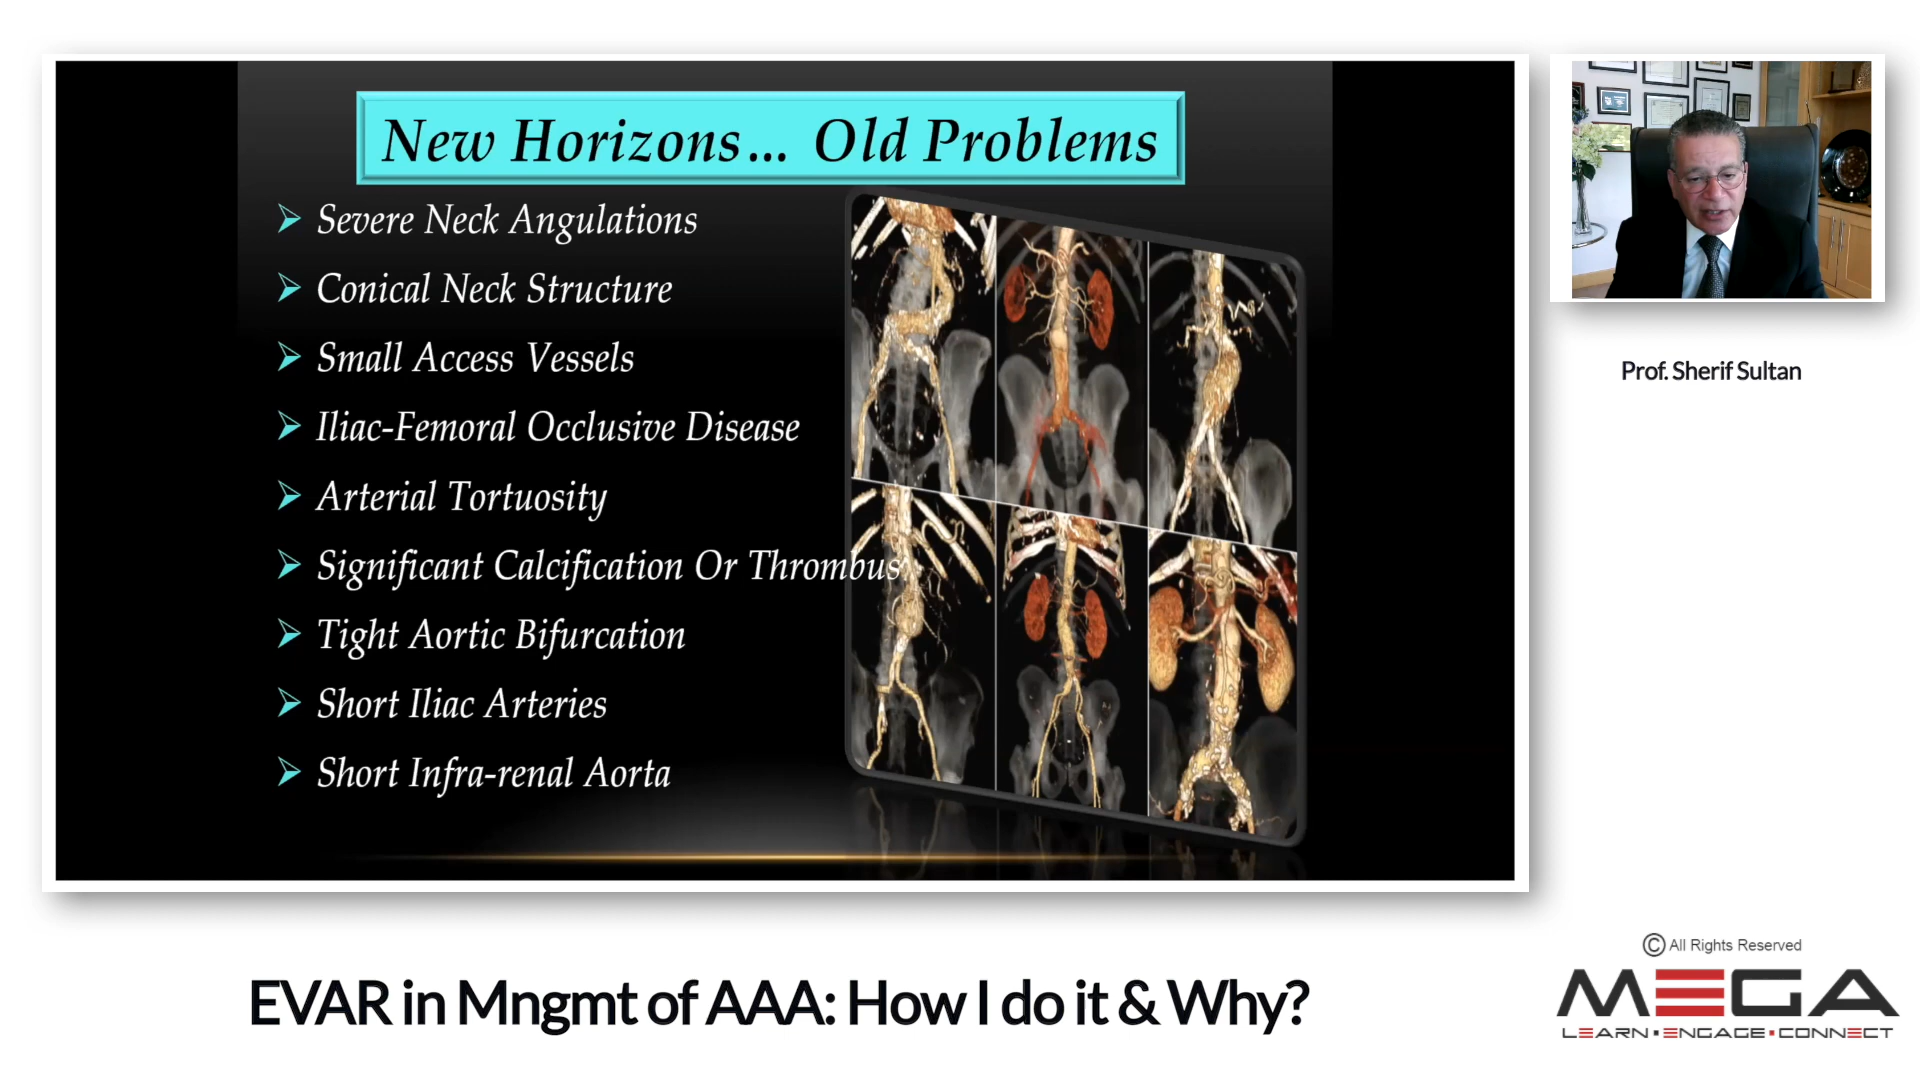 New Horizons... Old Problems
Severe Neck Angulations
Conical Neck Structure
Small Access Vessels
Iliac-Femoral Occlusive Disease
Arterial Tortuosity
Significant Calcification Or Thrombus
Tight Aortic Bifurcation
Short Iliac Arteries
Short Infra-renal Aorta
Prof. Sherif Sultan
EVAR in Mngmt of AAA: How I do it & Why?
© All Rights Reserved
MEGA
LEARN▪ENGAGE▪CONNECT